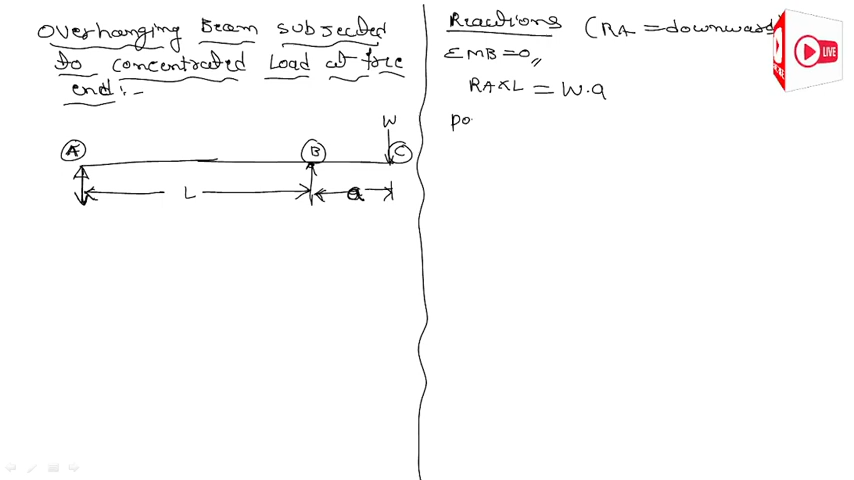 Overhanging Beam subjected
to concentrated Load at free
end:-
W
A
B
C
L
a
Reactions (RA = downward)
ΣMB=0,,
RA×L = W.a
po
LIVE